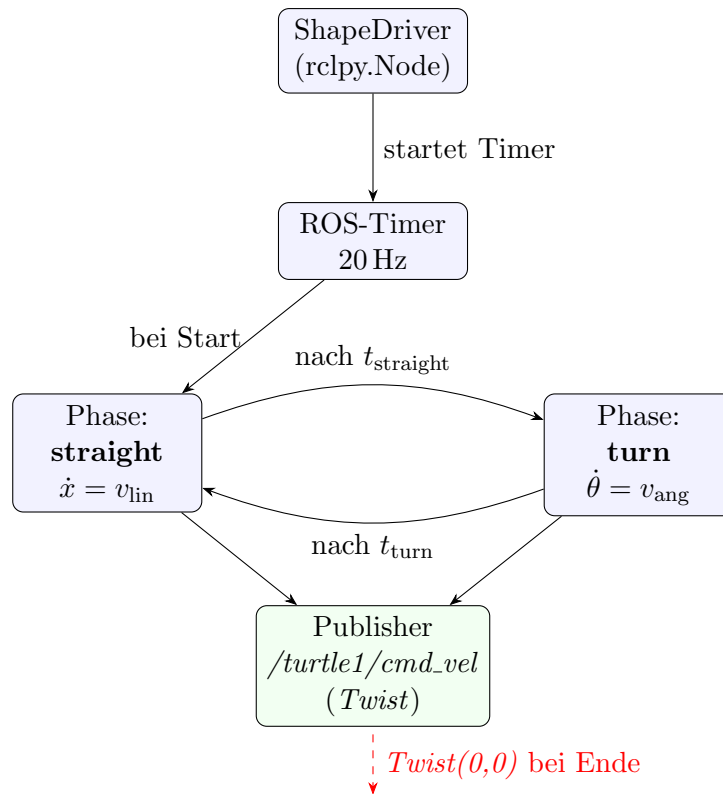 ShapeDriver
(rclpy.Node)
startet Timer
ROS-Timer
20 Hz
bei Start
nach t_straight
Phase:
straight
ẋ = v_lin
Phase:
turn
θ̇ = v_ang
nach t_turn
Publisher
/turtle1/cmd_vel
(Twist)
Twist(0,0) bei Ende